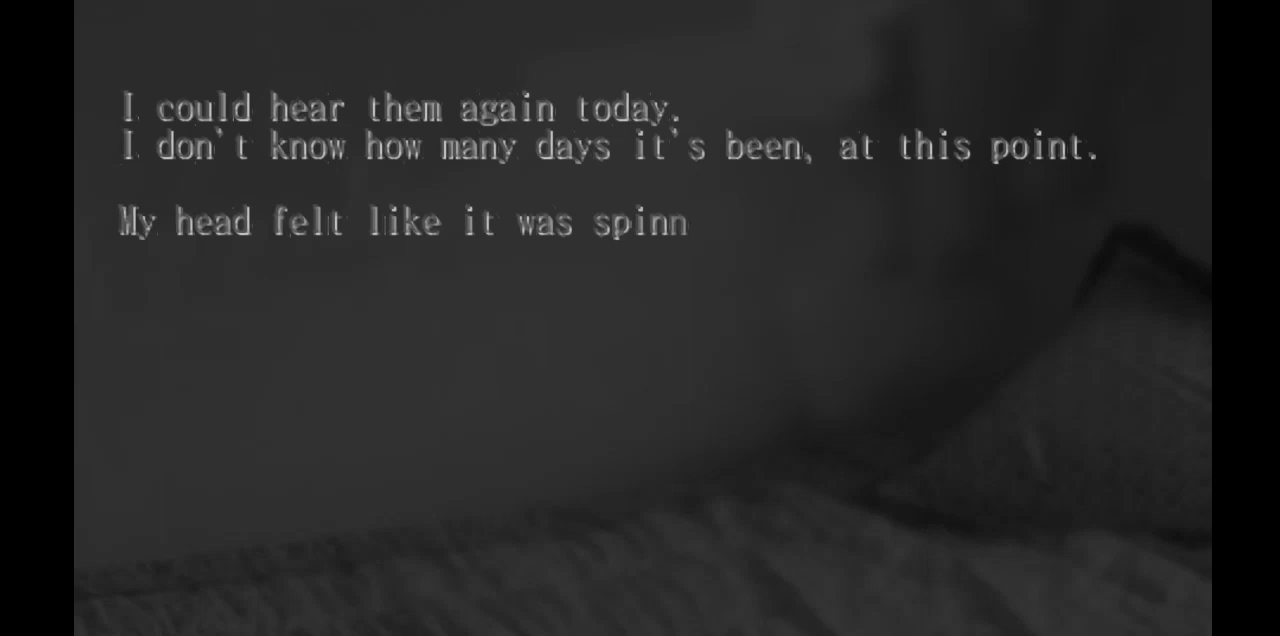 I could hear them again today.
I don't know how many days it's been, at this point.
My head felt like it was spinn